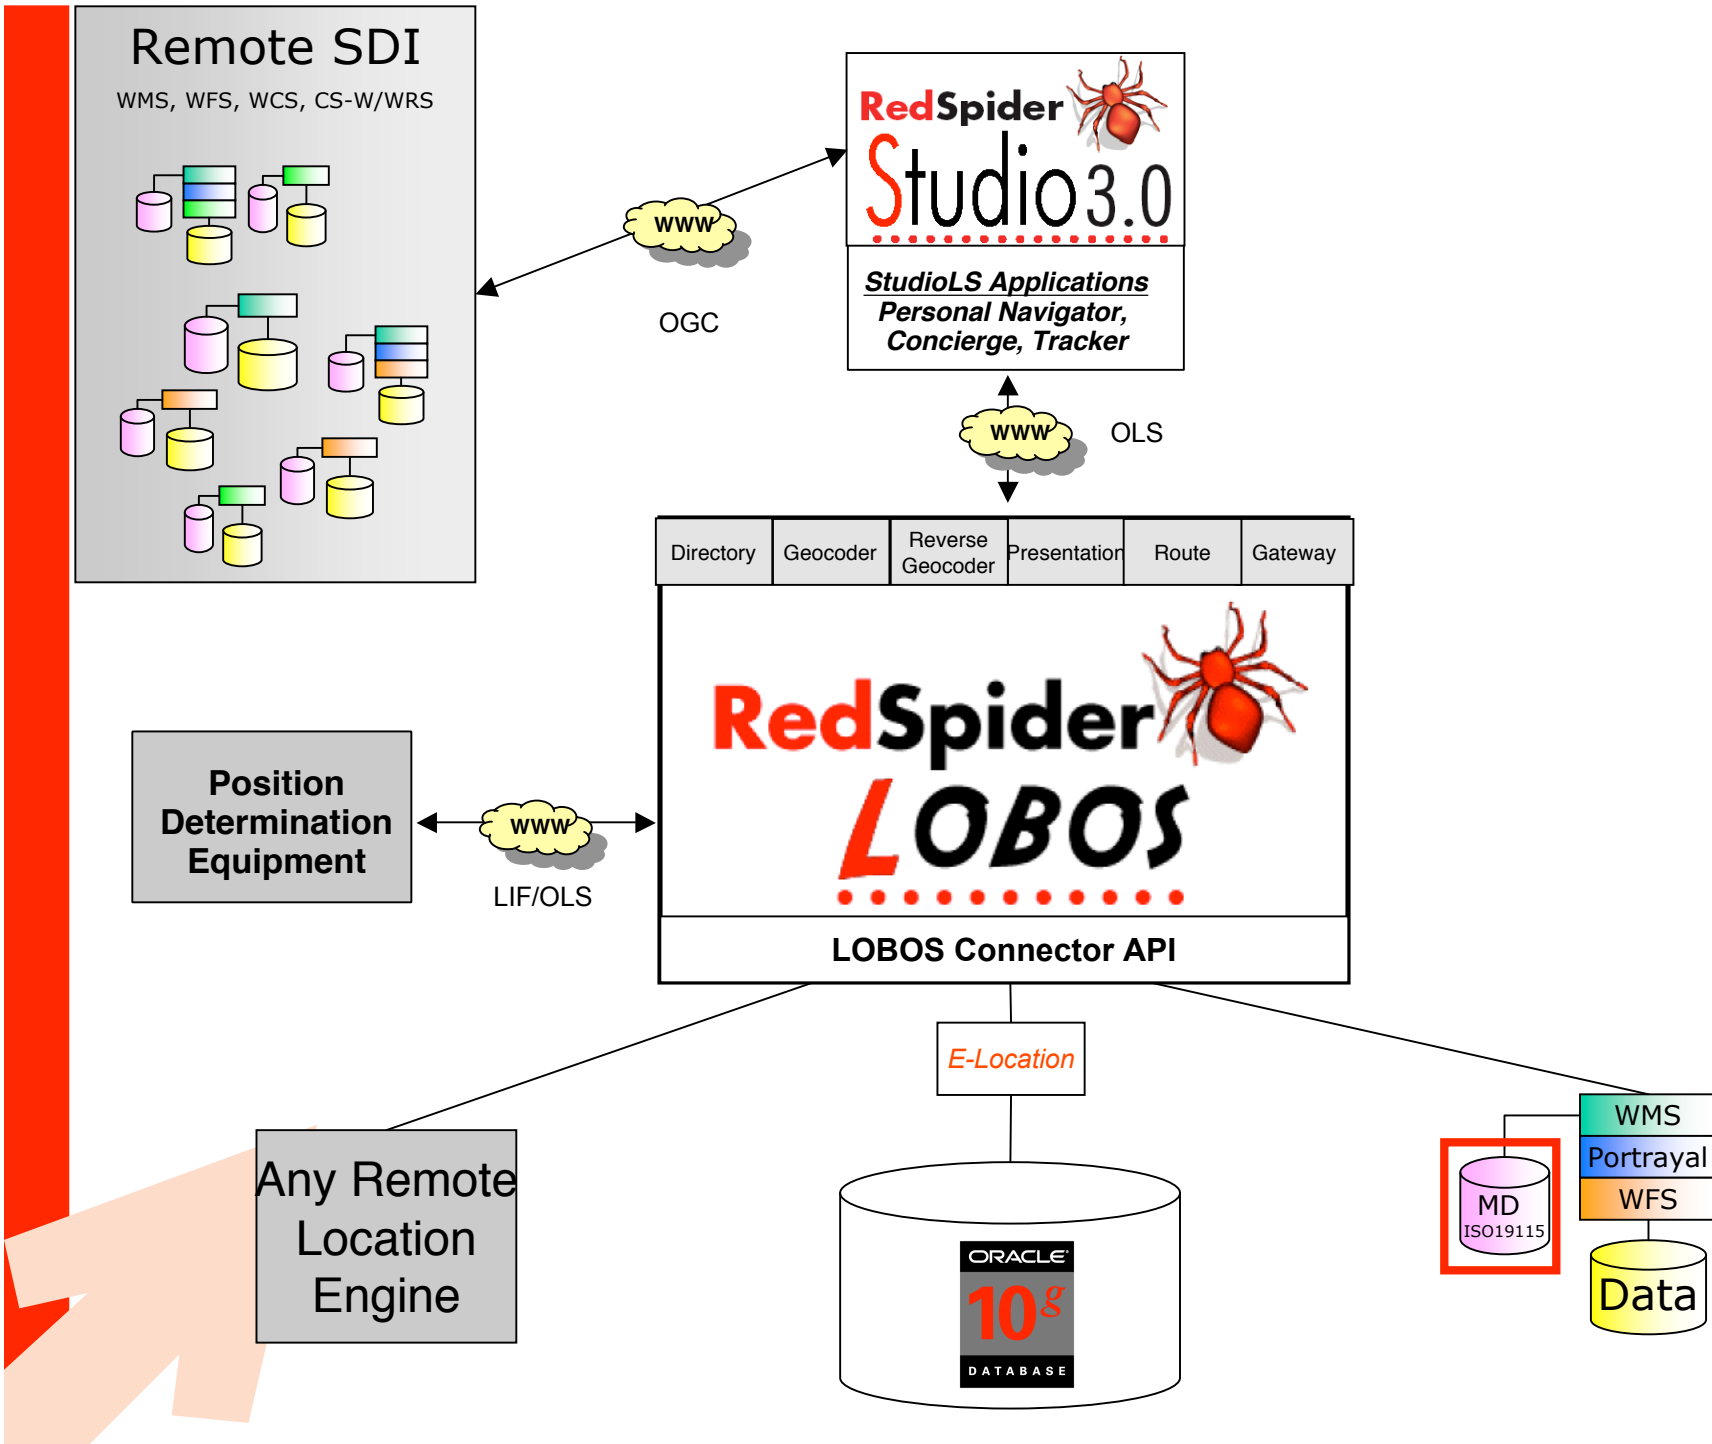 Remote SDI
WMS, WFS, WCS, CS-W/WRS
RedSpider
Studio 3.0
StudioLS Applications
Personal Navigator,
Concierge, Tracker
WWW
OGC
WWW
OLS
Directory
Geocoder
Reverse
Geocoder
Presentation
Route
Gateway
RedSpider
LOBOS
LOBOS Connector API
Position
Determination
Equipment
WWW
LIF/OLS
E-Location
Any Remote
Location
Engine
ORACLE
10g
DATABASE
WMS
Portrayal
WFS
MD
ISO19115
Data